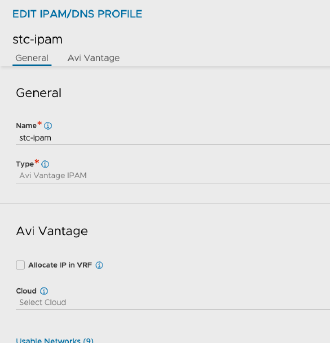 EDIT IPAM/DNS PROFILE
stc-ipam
General Avi Vantage
General
Name*
stc-ipam
Type*
Avi Vantage IPAM
Avi Vantage
Allocate IP in VRF
Cloud
Select Cloud
Usable Networks (9)